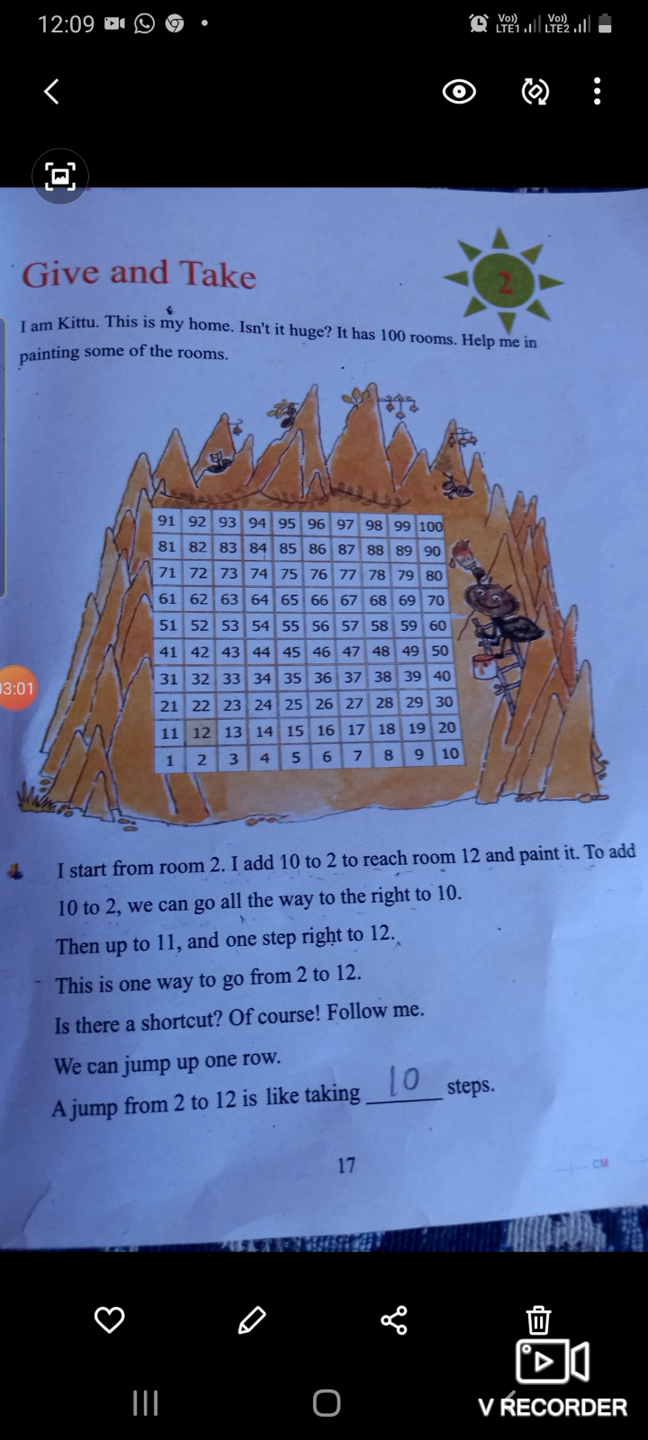 12:09
Vo)) LTE1 Vo)) LTE2
Give and Take
2
I am Kittu. This is my home. Isn't it huge? It has 100 rooms. Help me in
painting some of the rooms.
91 92 93 94 95 96 97 98 99 100
81 82 83 84 85 86 87 88 89 90
71 72 73 74 75 76 77 78 79 80
61 62 63 64 65 66 67 68 69 70
51 52 53 54 55 56 57 58 59 60
41 42 43 44 45 46 47 48 49 50
31 32 33 34 35 36 37 38 39 40
03:01
21 22 23 24 25 26 27 28 29 30
11 12 13 14 15 16 17 18 19 20
1 2 3 4 5 6 7 8 9 10
I start from room 2. I add 10 to 2 to reach room 12 and paint it. To add
10 to 2, we can go all the way to the right to 10.
Then up to 11, and one step right to 12.
This is one way to go from 2 to 12.
Is there a shortcut? Of course! Follow me.
We can jump up one row.
A jump from 2 to 12 is like taking 10 steps.
17
CM
V RECORDER